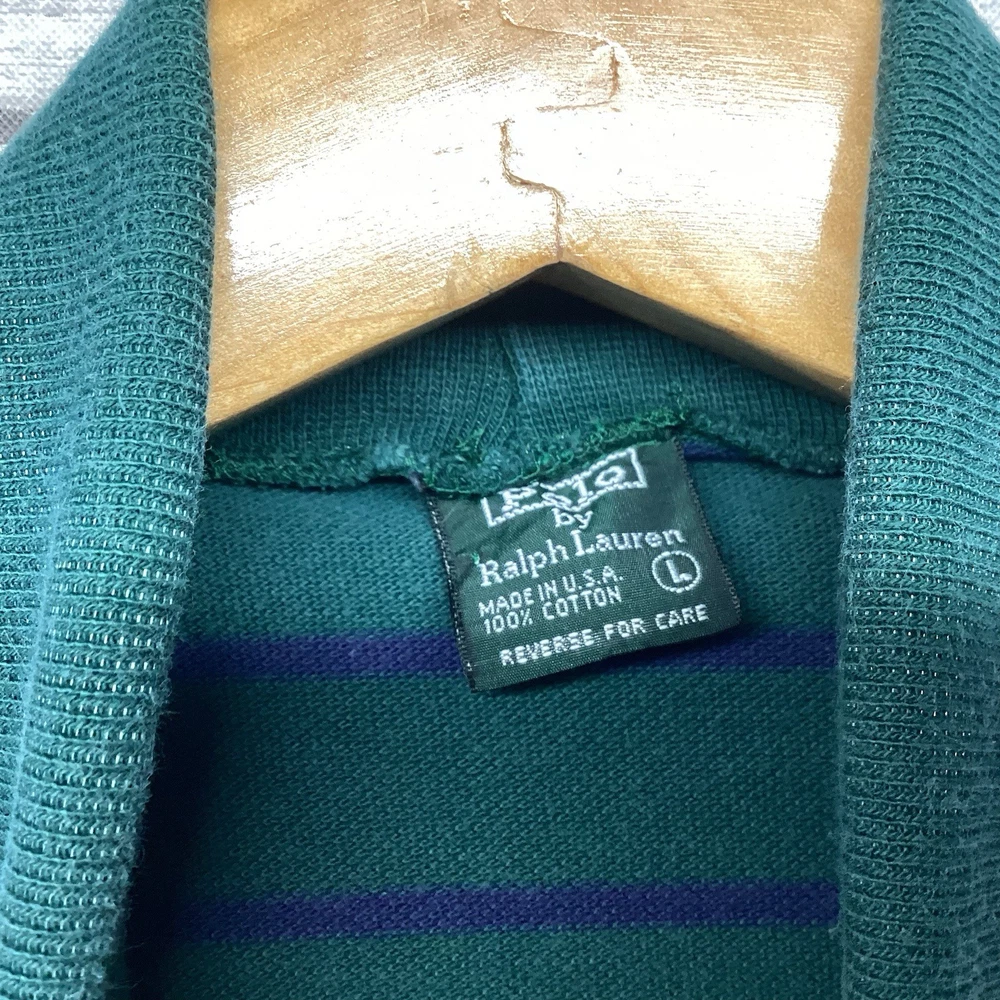 Polo
by
Ralph Lauren
MADE IN U.S.A. L
100% COTTON
REVERSE FOR CARE